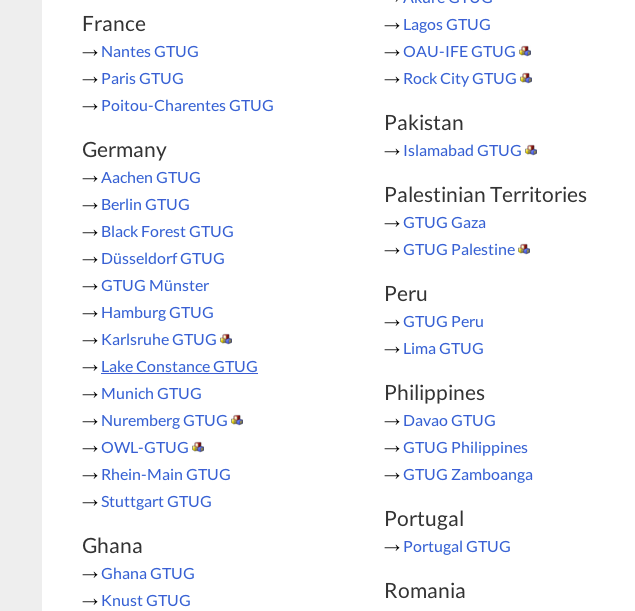 France
→ Nantes GTUG
→ Paris GTUG
→ Poitou-Charentes GTUG
Germany
→ Aachen GTUG
→ Berlin GTUG
→ Black Forest GTUG
→ Düsseldorf GTUG
→ GTUG Münster
→ Hamburg GTUG
→ Karlsruhe GTUG
→ Lake Constance GTUG
→ Munich GTUG
→ Nuremberg GTUG
→ OWL-GTUG
→ Rhein-Main GTUG
→ Stuttgart GTUG
Ghana
→ Ghana GTUG
→ Knust GTUG
→ Akure GTUG
→ Lagos GTUG
→ OAU-IFE GTUG
→ Rock City GTUG
Pakistan
→ Islamabad GTUG
Palestinian Territories
→ GTUG Gaza
→ GTUG Palestine
Peru
→ GTUG Peru
→ Lima GTUG
Philippines
→ Davao GTUG
→ GTUG Philippines
→ GTUG Zamboanga
Portugal
→ Portugal GTUG
Romania